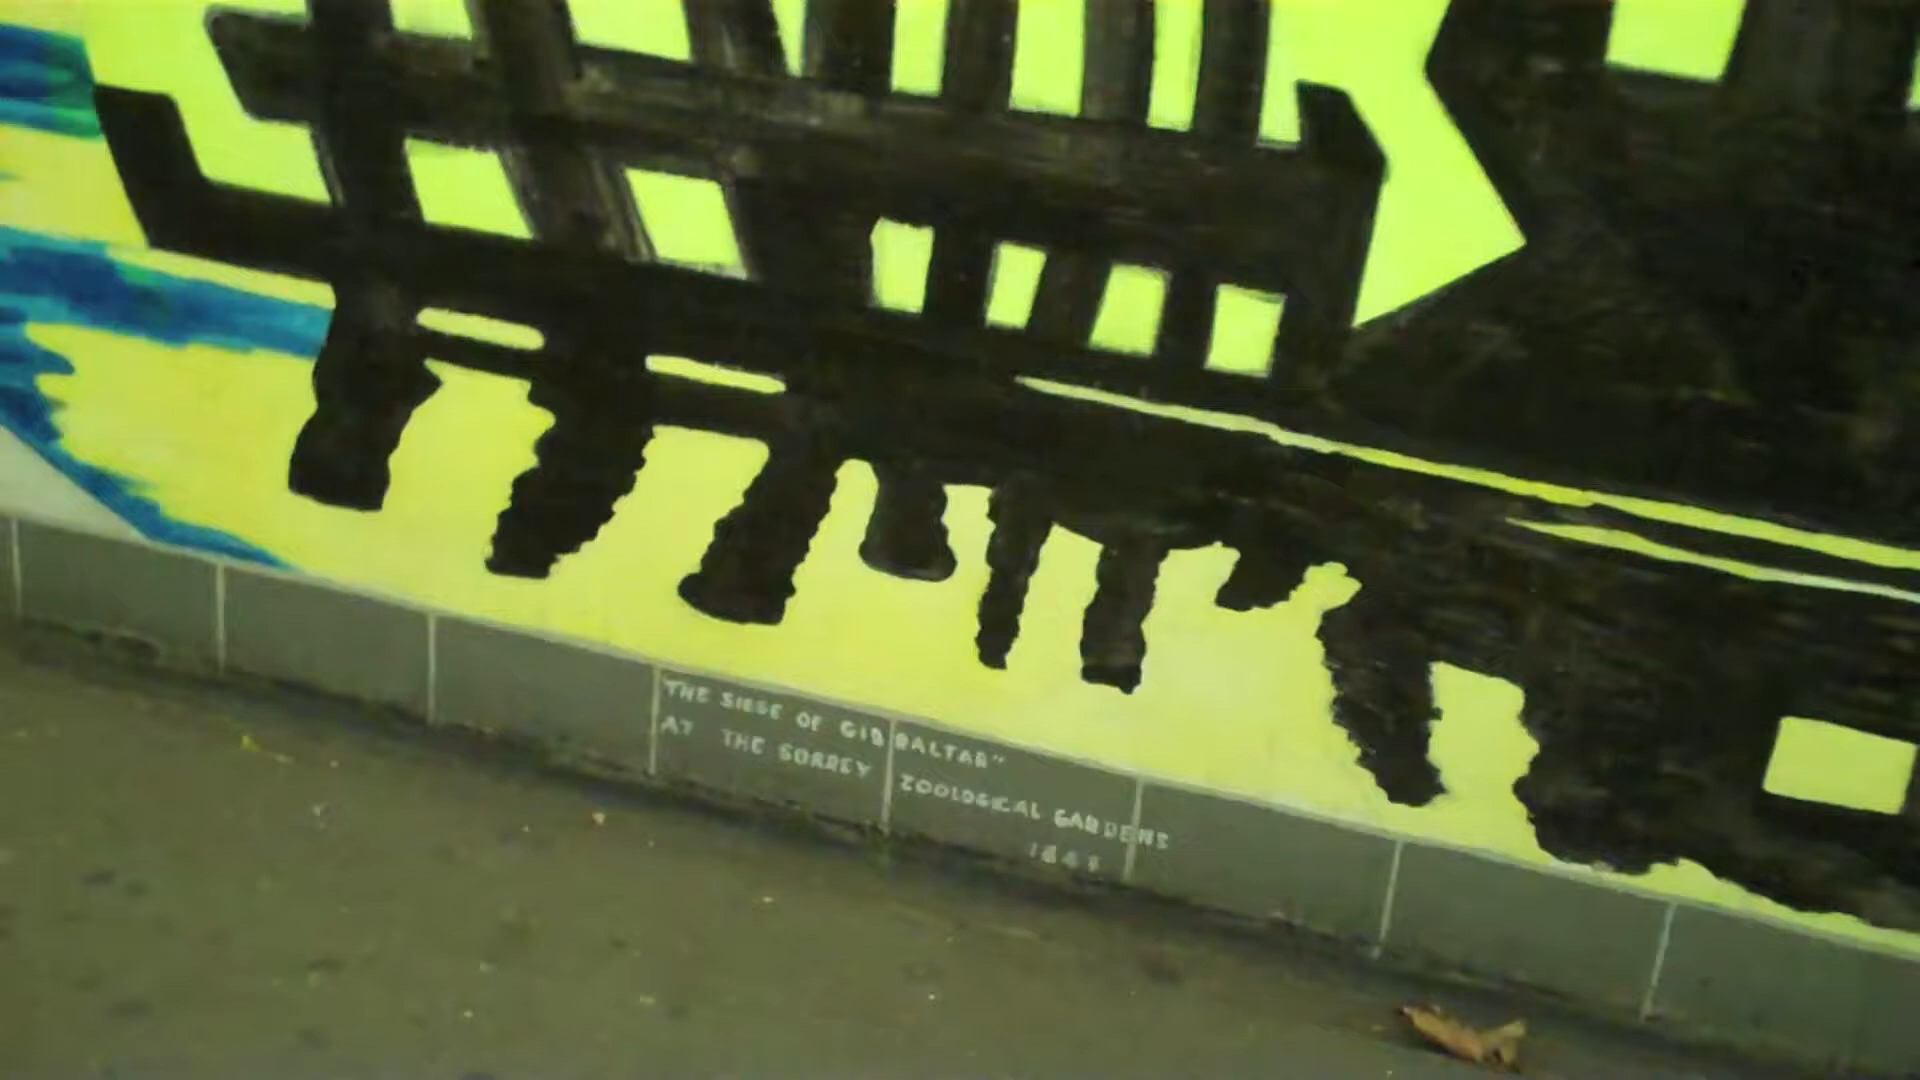 THE SIEGE OF GIBRALTAR"
AT THE SURREY ZOOLOGICAL GARDENS